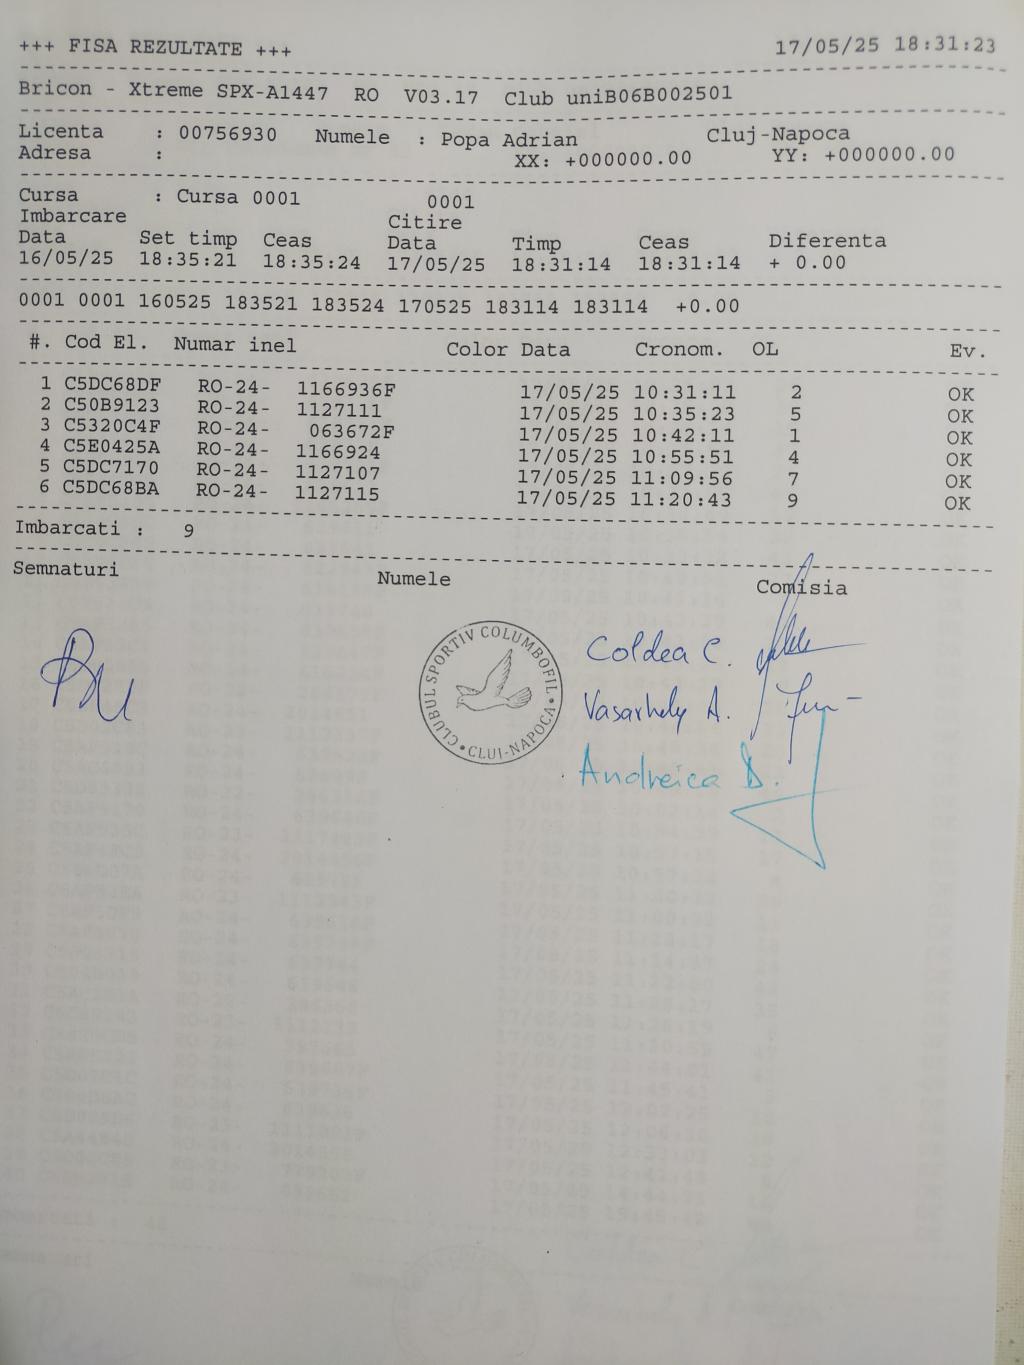 +++ FISA REZULTATE +++ 17/05/25 18:31:23
Bricon - Xtreme SPX-A1447 RO V03.17 Club uniB06B002501
Licenta : 00756930 Numele : Popa Adrian Cluj-Napoca
Adresa : XX: +000000.00 YY: +000000.00
Cursa : Cursa 0001 0001
Imbarcare Citire
Data Set timp Ceas Data Timp Ceas Diferenta
16/05/25 18:35:21 18:35:24 17/05/25 18:31:14 18:31:14 + 0.00
0001 0001 160525 183521 183524 170525 183114 183114 +0.00
#. Cod El. Numar inel Color Data Cronom. OL Ev.
1 C5DC68DF RO-24- 1166936F 17/05/25 10:31:11 2 OK
2 C50B9123 RO-24- 1127111 17/05/25 10:35:23 5 OK
3 C5320C4F RO-24- 063672F 17/05/25 10:42:11 1 OK
4 C5E0425A RO-24- 1166924 17/05/25 10:55:51 4 OK
5 C5DC7170 RO-24- 1127107 17/05/25 11:09:56 7 OK
6 C5DC68BA RO-24- 1127115 17/05/25 11:20:43 9 OK
Imbarcati : 9
Semnaturi Numele Comisia
CLUBUL SPORTIV COLUMBOFIL
CLUJ-NAPOCA
Coldea C.
Vasarhely A.
Andreica D.